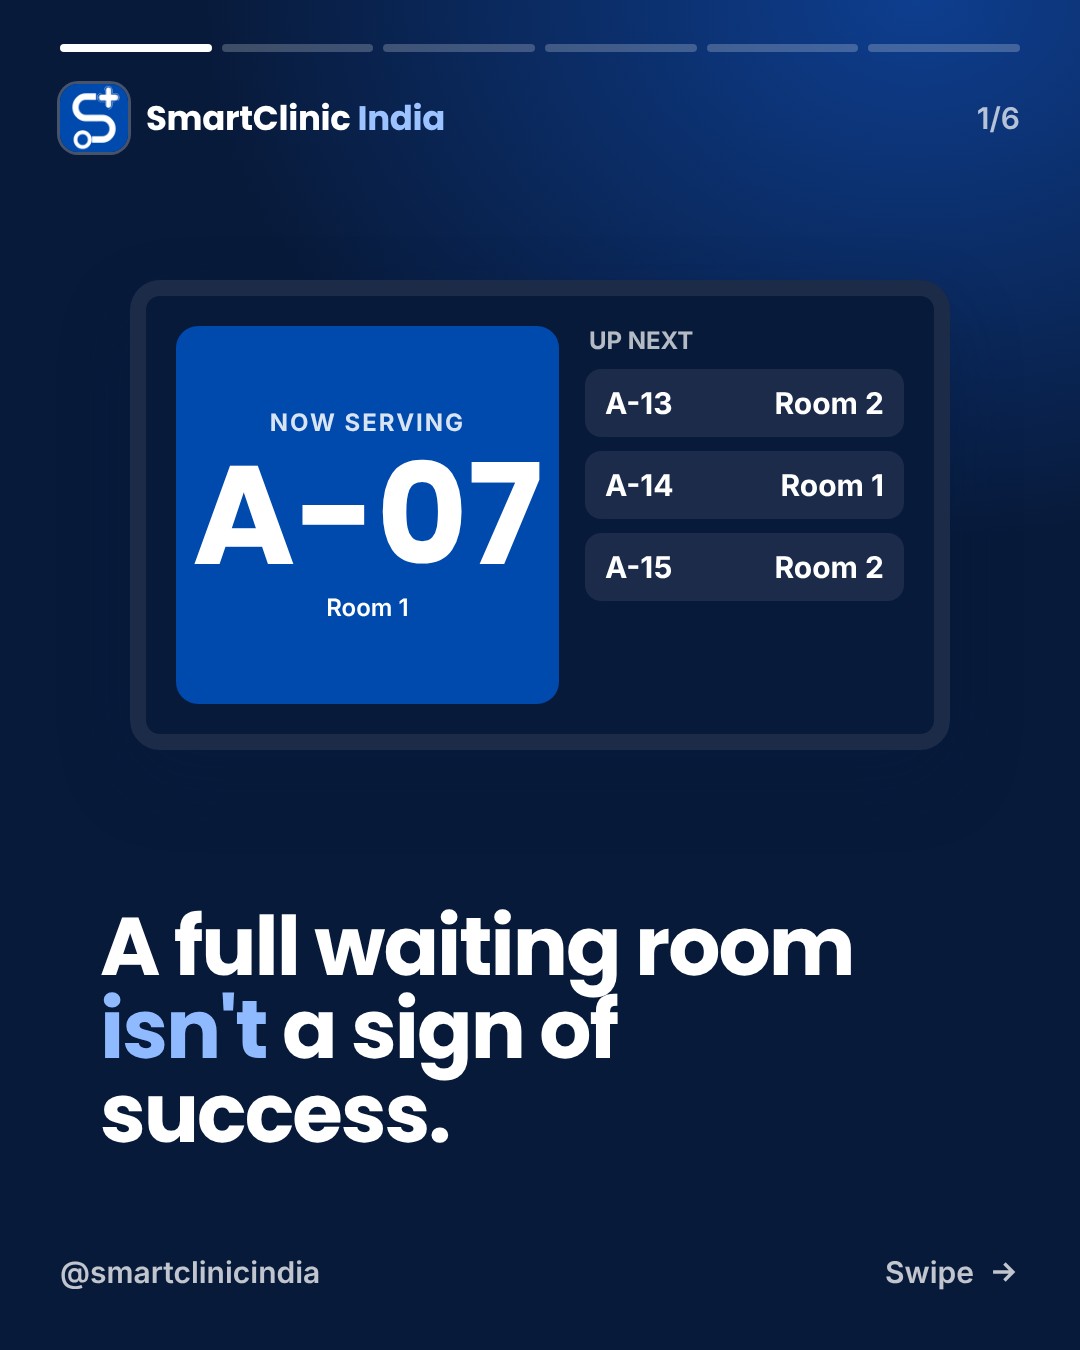 SmartClinic India
1/6
NOW SERVING
A-07
Room 1
UP NEXT
A-13 Room 2
A-14 Room 1
A-15 Room 2
A full waiting room
isn't a sign of
success.
@smartclinicindia
Swipe →